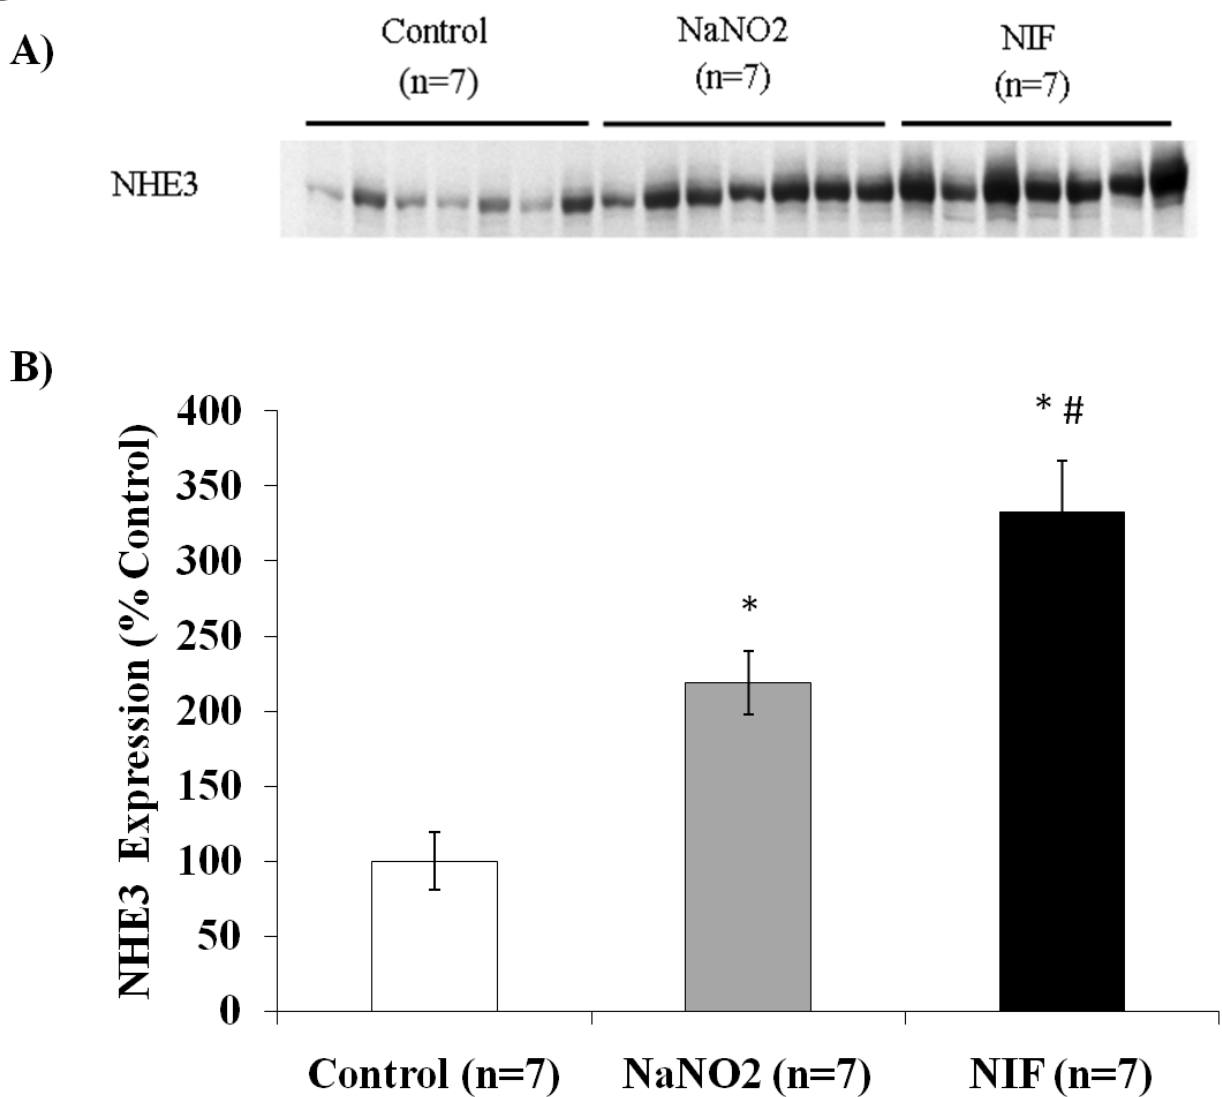 A)
Control
(n=7)
NaNO2
(n=7)
NIF
(n=7)
NHE3
B)
NHE3 Expression (% Control)
400
350
300
250
200
150
100
50
0
*
* #
Control (n=7)
NaNO2 (n=7)
NIF (n=7)